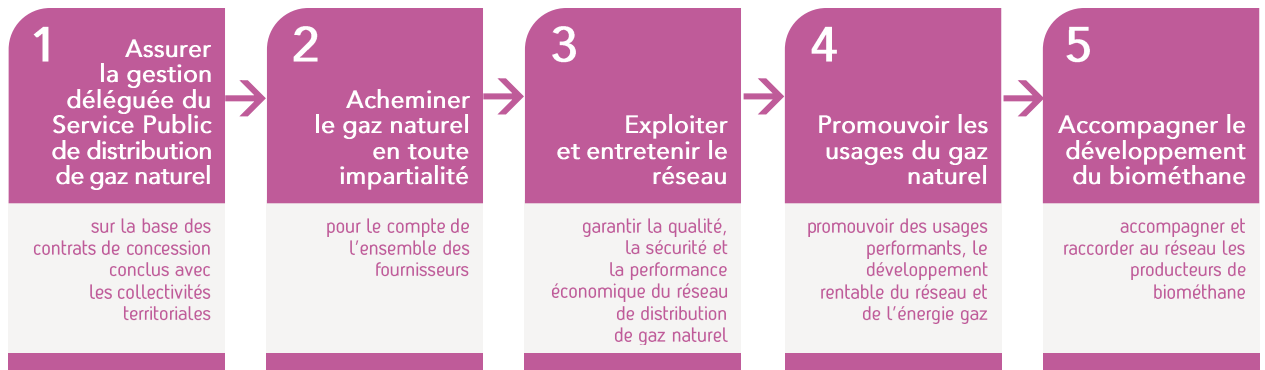 1
Assurer
la gestion
déléguée du
Service Public
de distribution
de gaz naturel
sur la base des
contrats de concession
conclus avec
les collectivités
territoriales
2
Acheminer
le gaz naturel
en toute
impartialité
pour le compte de
l'ensemble des
fournisseurs
3
Exploiter
et entretenir le
réseau
garantir la qualité,
la sécurité et
la performance
économique du réseau
de distribution
de gaz naturel
4
Promouvoir les
usages du gaz
naturel
promouvoir des usages
performants, le
développement
rentable du réseau et
de l'énergie gaz
5
Accompagner le
développement
du biométhane
accompagner et
raccorder au réseau les
producteurs de
biométhane